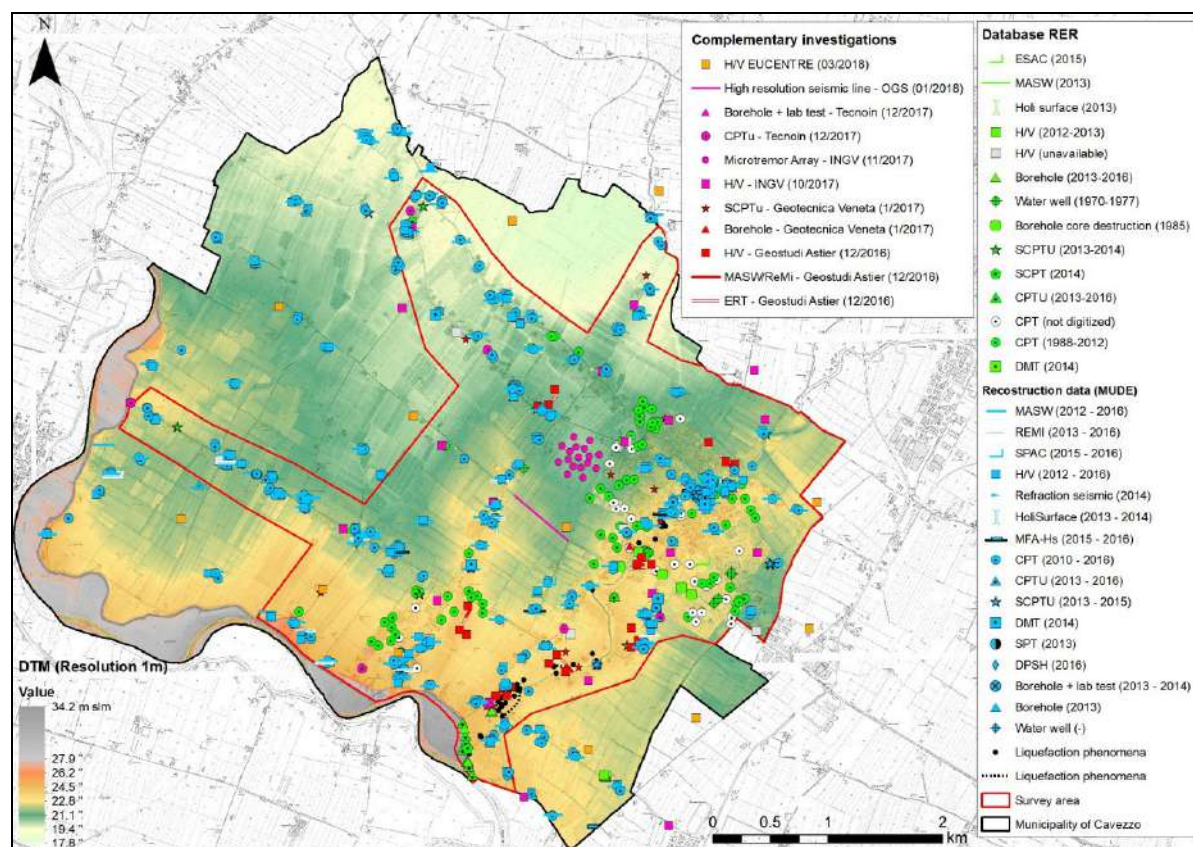 N
Complementary investigations
H/V EUCENTRE (03/2018)
High resolution seismic line - OGS (01/2018)
Borehole + lab test - Tecnoin (12/2017)
CPTu - Tecnoin (12/2017)
Microtremor Array - INGV (11/2017)
H/V - INGV (10/2017)
SCPTu - Geotecnica Veneta (1/2017)
Borehole - Geotecnica Veneta (1/2017)
H/V - Geostudi Astier (12/2016)
MASW/ReMi - Geostudi Astier (12/2016)
ERT - Geostudi Astier (12/2016)
Database RER
ESAC (2015)
MASW (2013)
Holi surface (2013)
H/V (2012-2013)
H/V (unavailable)
Borehole (2013-2016)
Water well (1970-1977)
Borehole core destruction (1985)
SCPTU (2013-2014)
SCPT (2014)
CPTU (2013-2016)
CPT (not digitized)
CPT (1988-2012)
DMT (2014)
Recostruction data (MUDE)
MASW (2012 - 2016)
REMI (2013 - 2016)
SPAC (2015 - 2016)
H/V (2012 - 2016)
Refraction seismic (2014)
HoliSurface (2013 - 2014)
MFA-Hs (2015 - 2016)
CPT (2010 - 2016)
CPTU (2013 - 2016)
SCPTU (2013 - 2015)
DMT (2014)
SPT (2013)
DPSH (2016)
Borehole + lab test (2013 - 2014)
Borehole (2013)
Water well (-)
Liquefaction phenomena
Liquefaction phenomena
Survey area
Municipality of Cavezzo
DTM (Resolution 1m)
Value
34.2 m slm
27.9 "
26.2 "
24.5 "
22.8 "
21.1 "
19.4 "
17.8 "
0 0.5 1 2
km